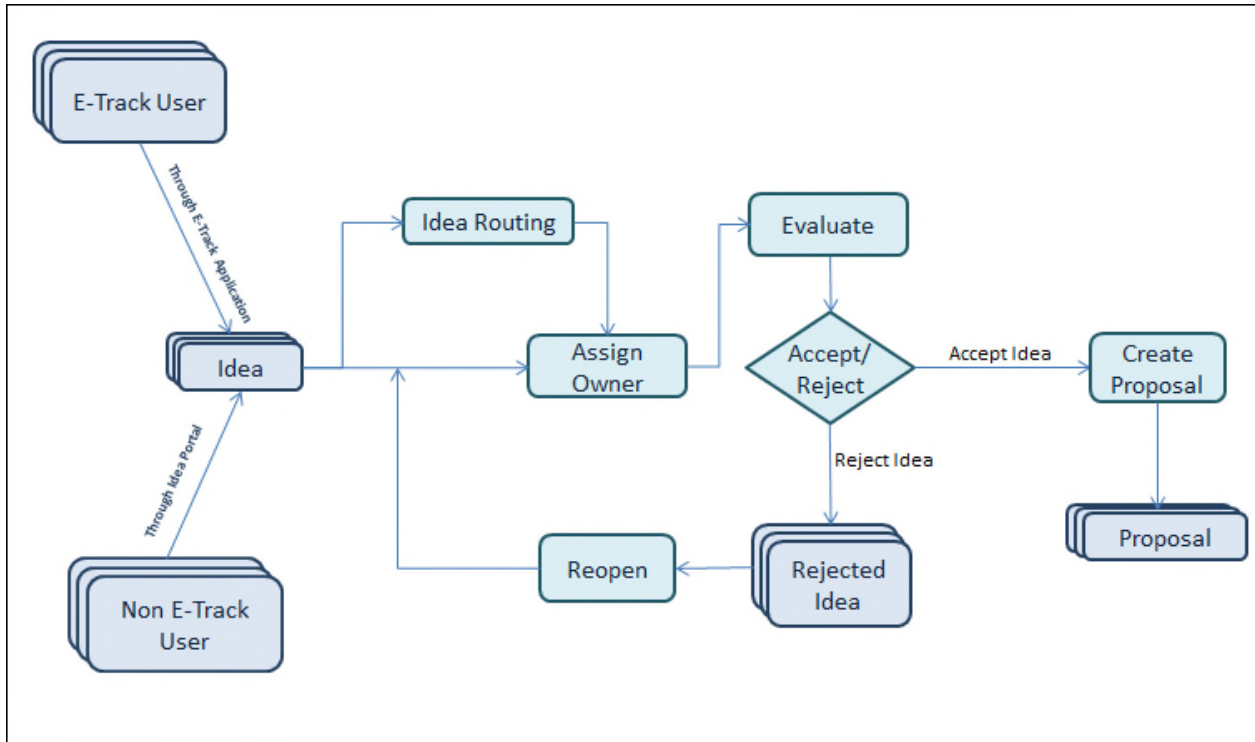 E-Track User
Through E-Track Application
Idea Routing
Evaluate
Idea
Assign
Owner
Accept/
Reject
Accept Idea
Create
Proposal
Through Idea Portal
Reject Idea
Reopen
Rejected
Idea
Proposal
Non E-Track
User